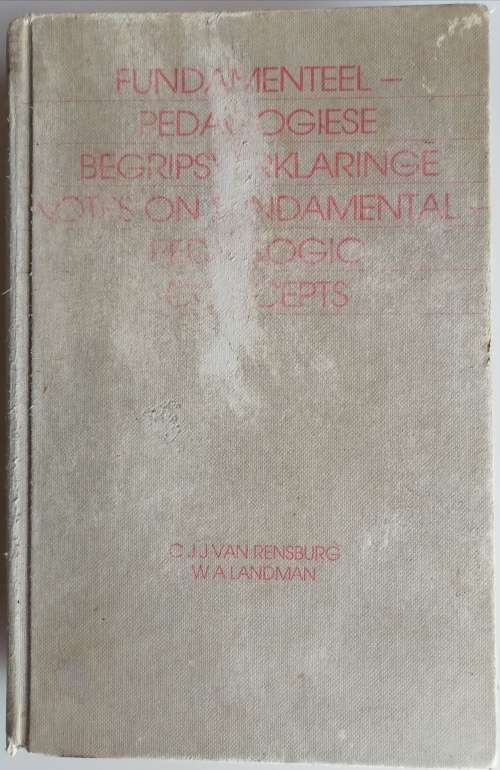 FUNDAMENTEEL –
PEDAGOGIESE
BEGRIPSVERKLARINGE
NOTES ON FUNDAMENTAL –
PEDAGOGIC
CONCEPTS
C J J VAN RENSBURG
W A LANDMAN